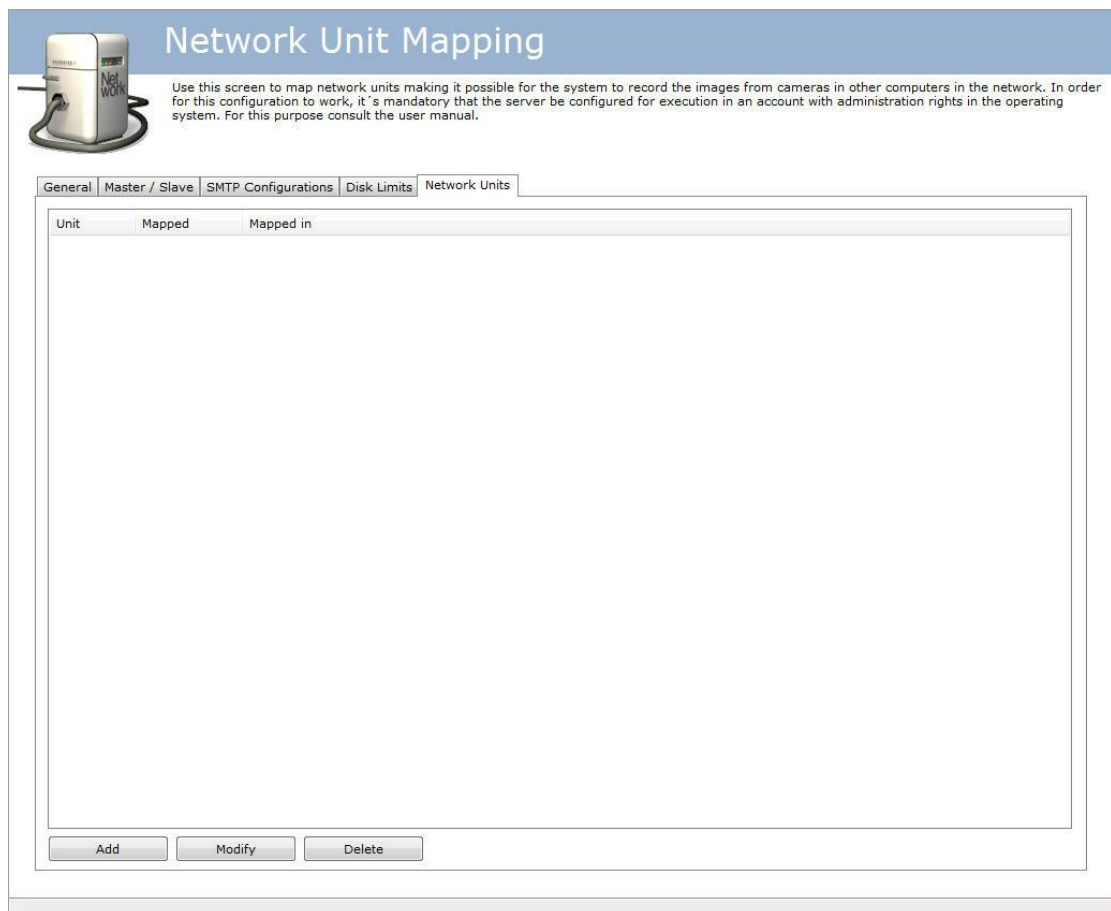 Network Unit Mapping
Net
work
Use this screen to map network units making it possible for the system to record the images from cameras in other computers in the network. In order
for this configuration to work, it´s mandatory that the server be configured for execution in an account with administration rights in the operating
system. For this purpose consult the user manual.
General Master / Slave SMTP Configurations Disk Limits Network Units
Unit Mapped Mapped in
Add Modify Delete